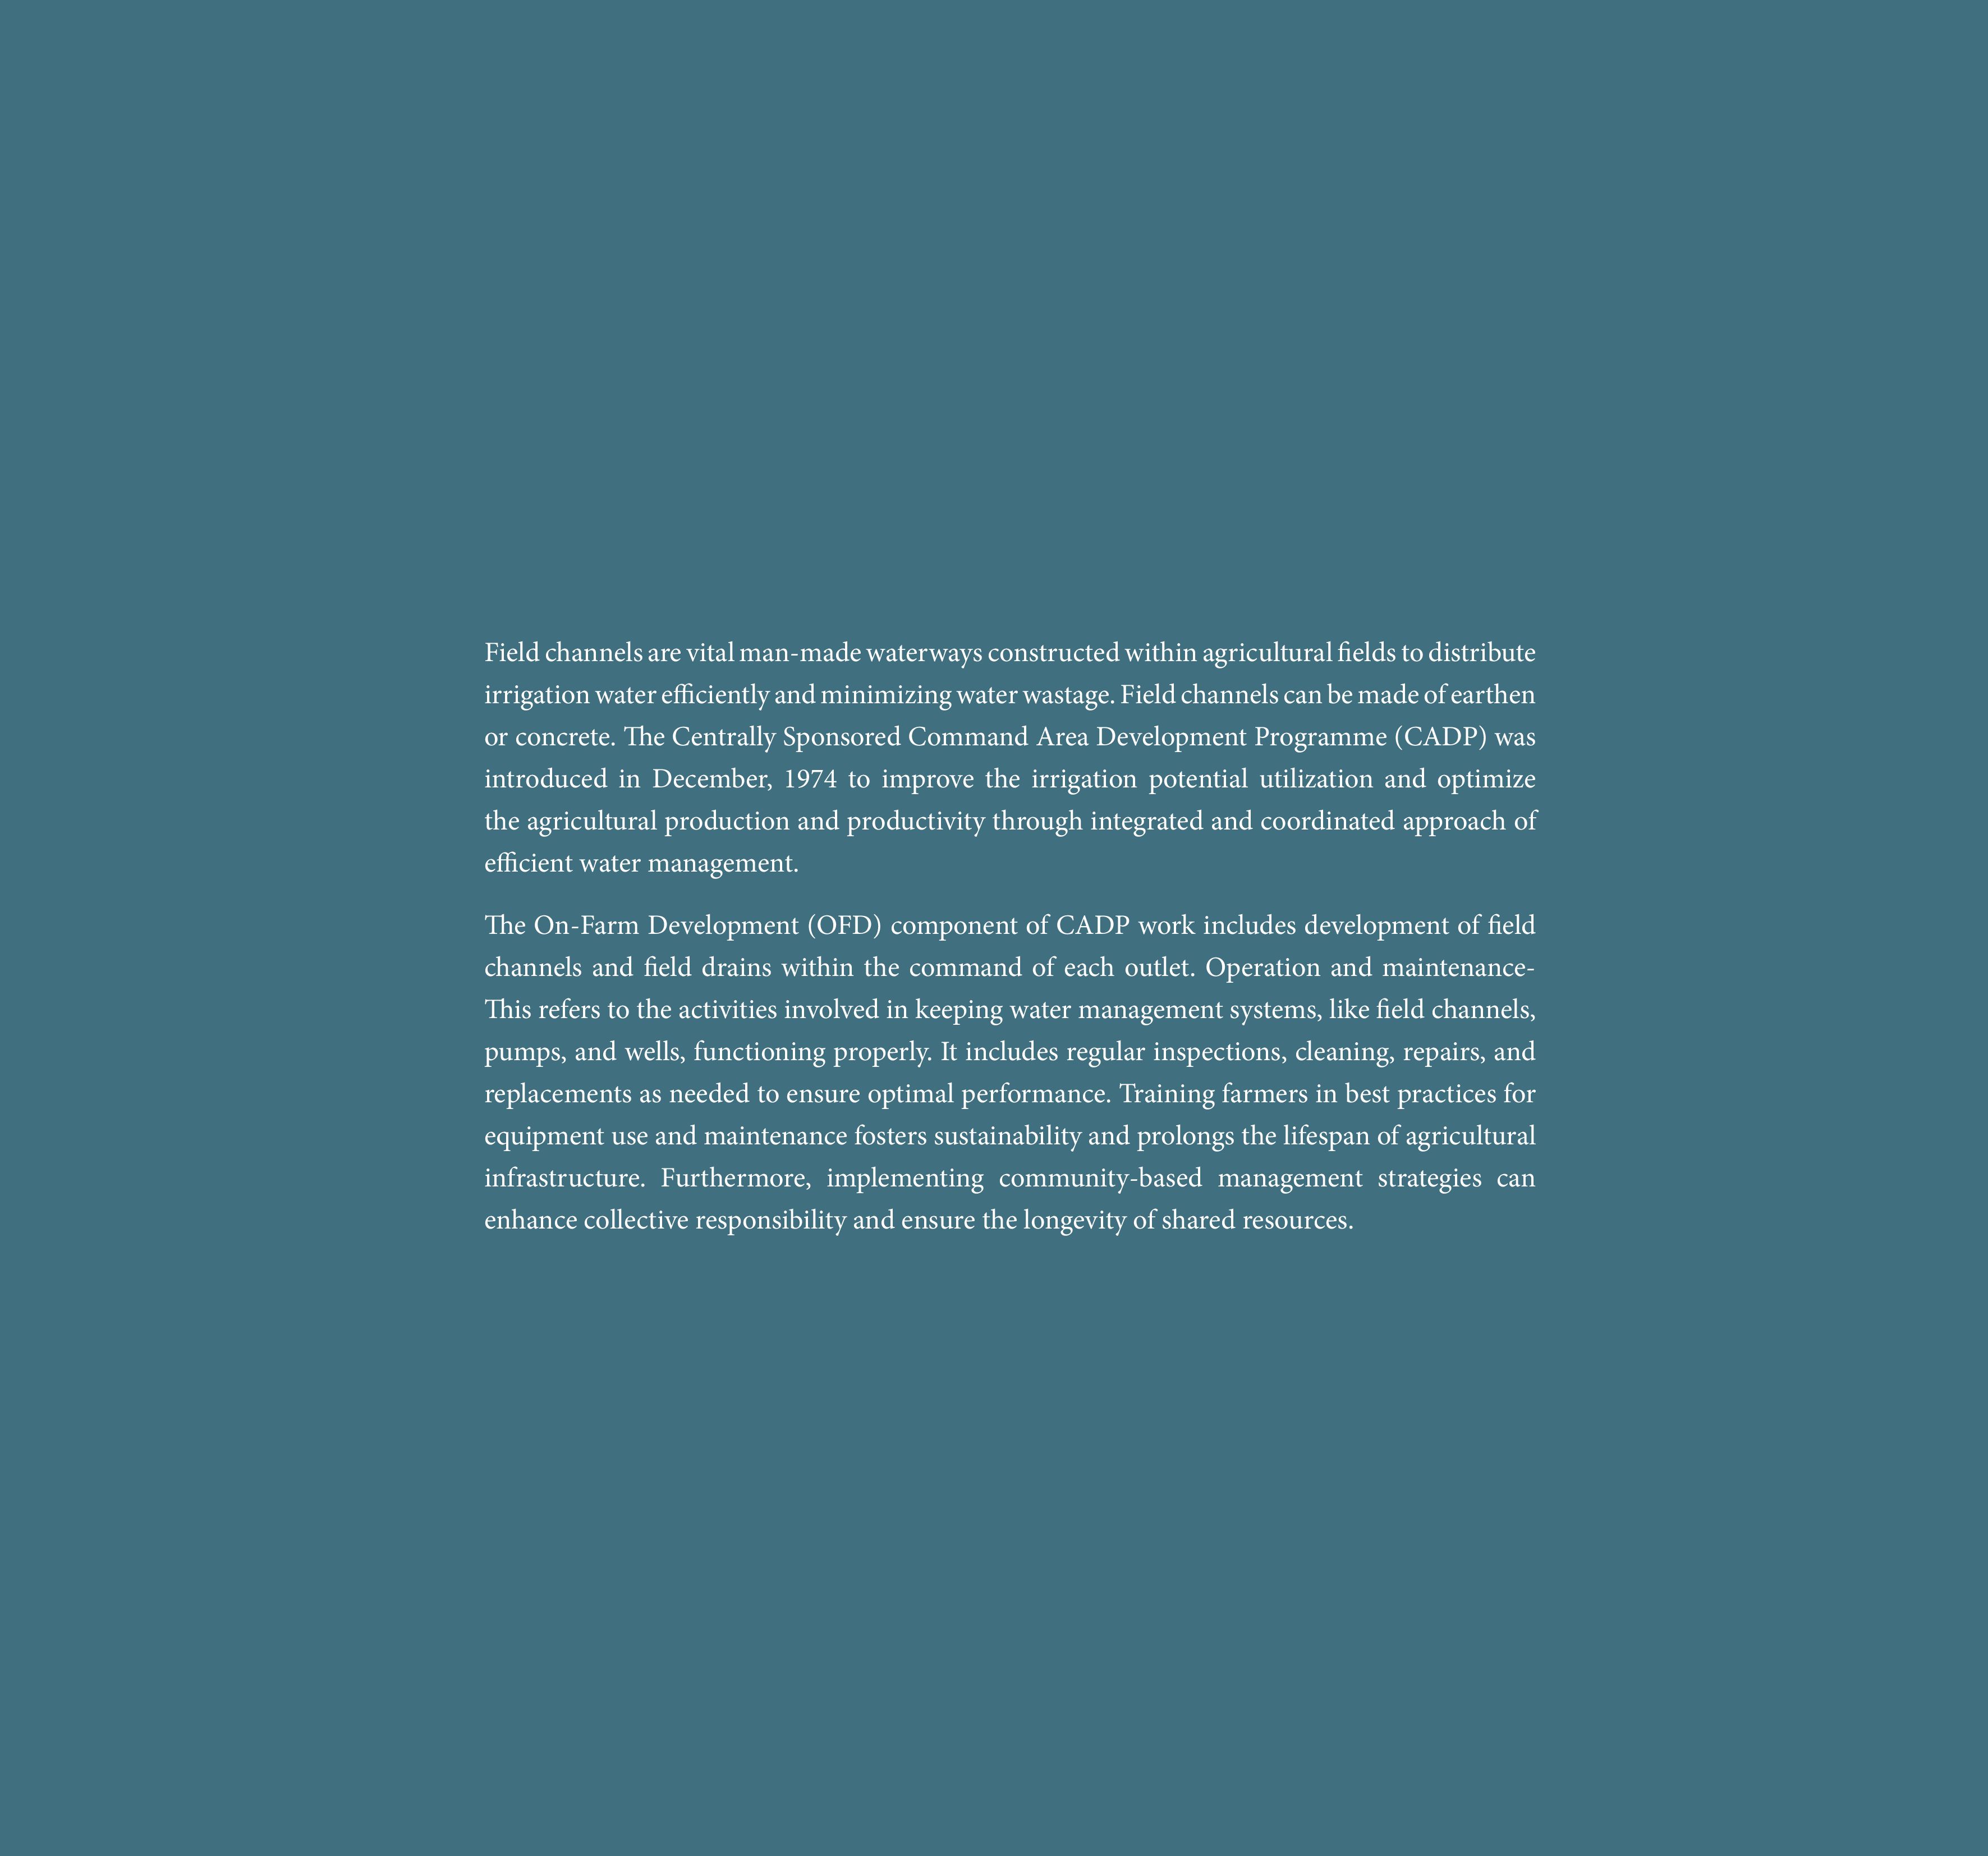 Field channels are vital man-made waterways constructed within agricultural fields to distribute
irrigation water efficiently and minimizing water wastage. Field channels can be made of earthen
or concrete. The Centrally Sponsored Command Area Development Programme (CADP) was
introduced in December, 1974 to improve the irrigation potential utilization and optimize
the agricultural production and productivity through integrated and coordinated approach of
efficient water management.
The On-Farm Development (OFD) component of CADP work includes development of field
channels and field drains within the command of each outlet. Operation and maintenance-
This refers to the activities involved in keeping water management systems, like field channels,
pumps, and wells, functioning properly. It includes regular inspections, cleaning, repairs, and
replacements as needed to ensure optimal performance. Training farmers in best practices for
equipment use and maintenance fosters sustainability and prolongs the lifespan of agricultural
infrastructure. Furthermore, implementing community-based management strategies can
enhance collective responsibility and ensure the longevity of shared resources.